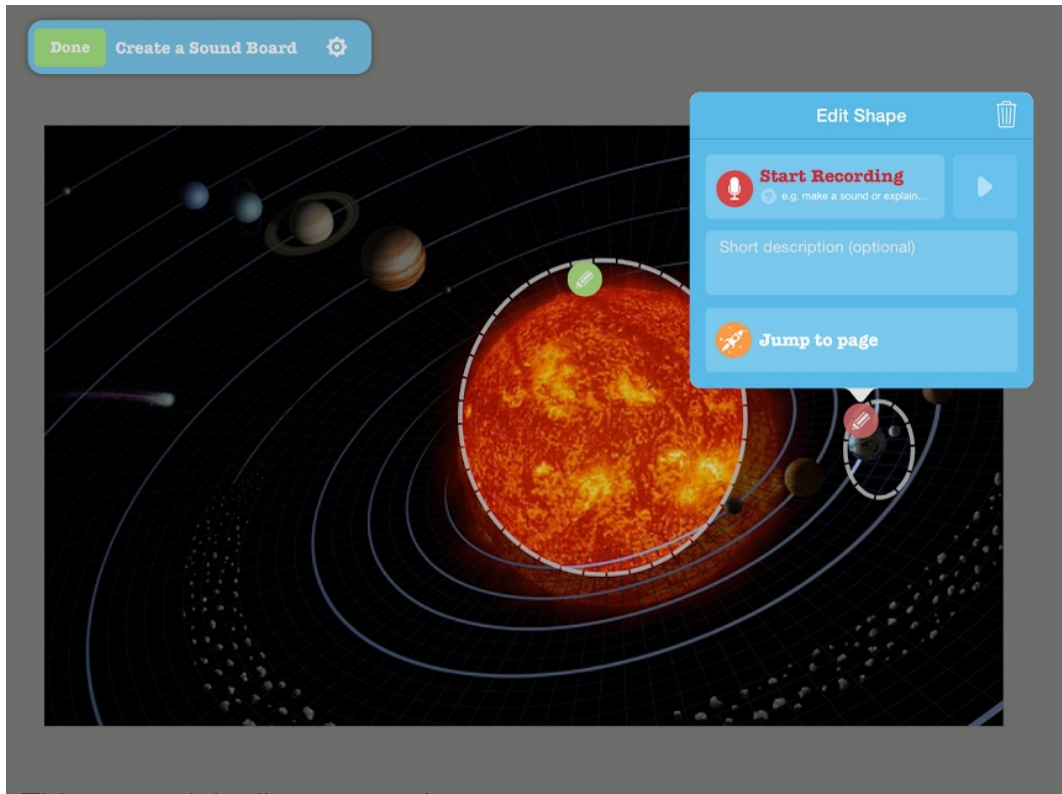 Done Create a Sound Board
Edit Shape
Start Recording
e.g. make a sound or explain...
Short description (optional)
Jump to page